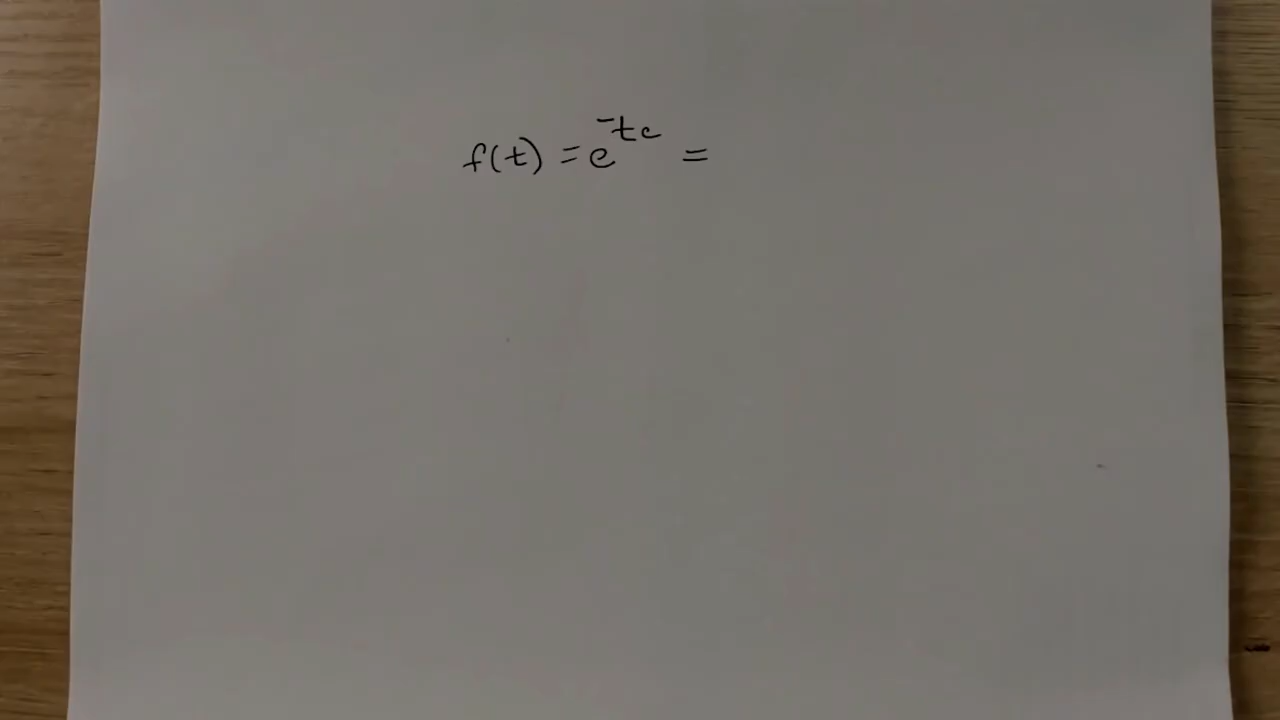 f(t) = e^{-tc} =